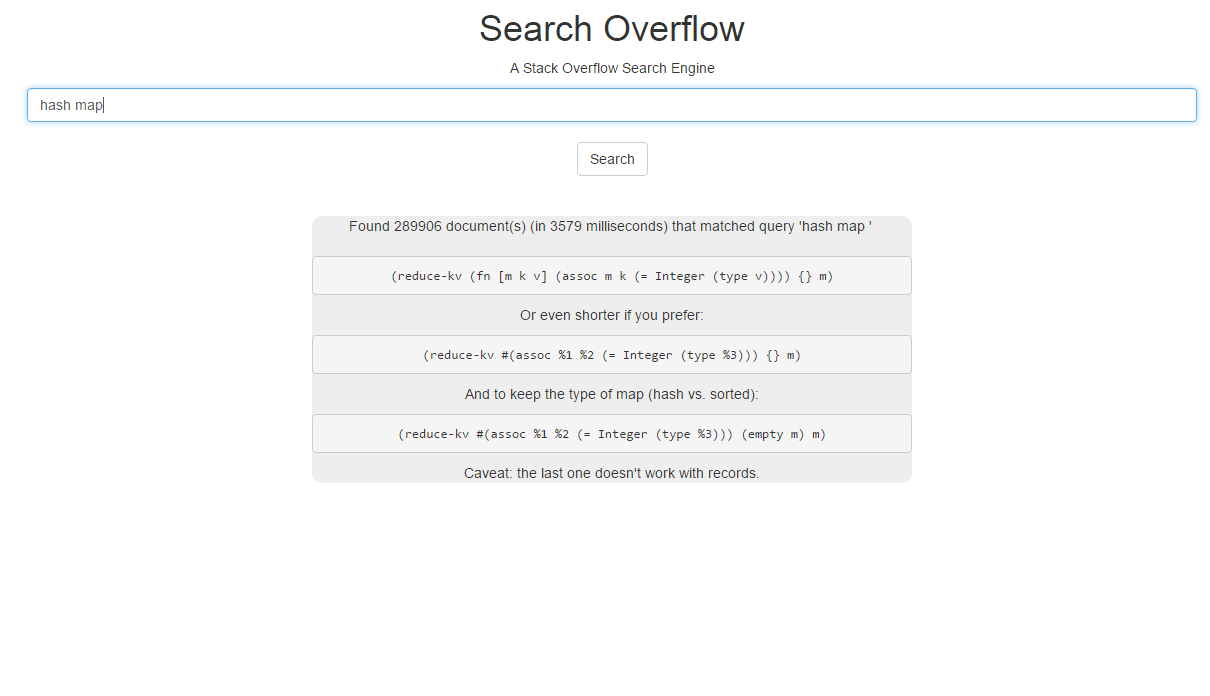 Search Overflow
A Stack Overflow Search Engine
hash map
Search
Found 289906 document(s) (in 3579 milliseconds) that matched query 'hash map '
(reduce-kv (fn [m k v] (assoc m k (= Integer (type v)))) {} m)
Or even shorter if you prefer:
(reduce-kv #(assoc %1 %2 (= Integer (type %3))) {} m)
And to keep the type of map (hash vs. sorted):
(reduce-kv #(assoc %1 %2 (= Integer (type %3))) (empty m) m)
Caveat: the last one doesn't work with records.